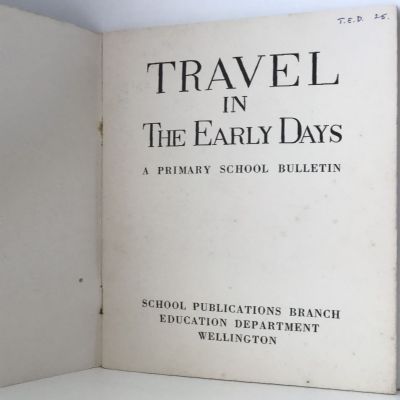 T.E.D. 25.
TRAVEL
IN
THE EARLY DAYS
A PRIMARY SCHOOL BULLETIN
SCHOOL PUBLICATIONS BRANCH
EDUCATION DEPARTMENT
WELLINGTON